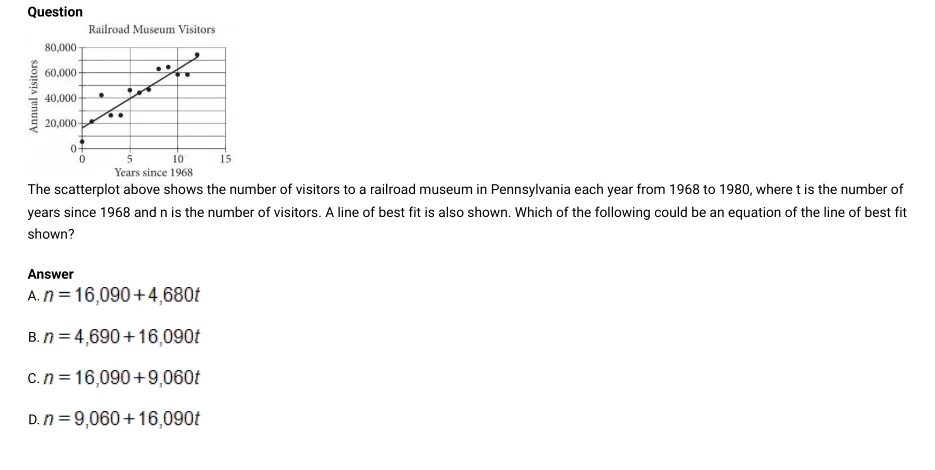 Question
Railroad Museum Visitors
Annual visitors
80,000
60,000
40,000
20,000
0
0 5 10 15
Years since 1968
The scatterplot above shows the number of visitors to a railroad museum in Pennsylvania each year from 1968 to 1980, where t is the number of
years since 1968 and n is the number of visitors. A line of best fit is also shown. Which of the following could be an equation of the line of best fit
shown?
Answer
A. n = 16,090 + 4,680t
B. n = 4,690 + 16,090t
C. n = 16,090 + 9,060t
D. n = 9,060 + 16,090t